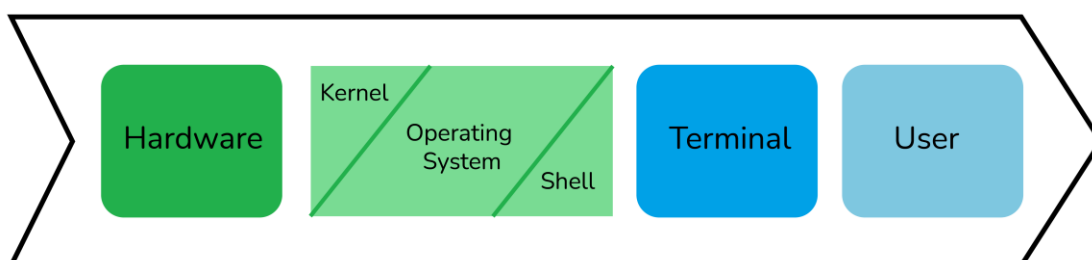 Hardware
Kernel
Operating
System
Shell
Terminal
User